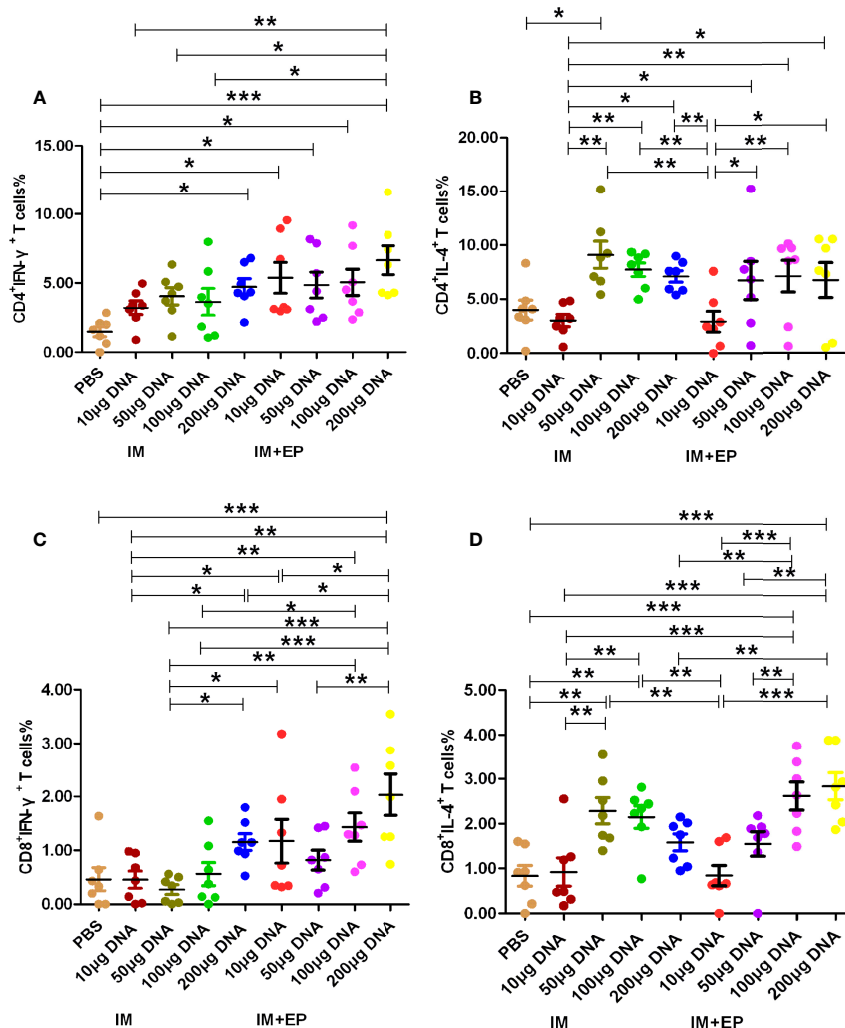 A
**
*
*
***
*
*
*
15.00
10.00
5.00
0.00
CD4+IFN-γ + T cells%
PBS
10µg DNA
50µg DNA
100µg DNA
200µg DNA
10µg DNA
50µg DNA
100µg DNA
200µg DNA
IM
IM+EP
B
*
*
**
*
*
**
*
**
**
**
**
*
**
20.00
15.00
10.00
5.00
0.00
CD4+IL-4+ T cells%
PBS
10µg DNA
50µg DNA
100µg DNA
200µg DNA
10µg DNA
50µg DNA
100µg DNA
200µg DNA
IM
IM+EP
C
***
**
**
*
*
*
*
*
***
***
**
*
**
*
4.00
3.00
2.00
1.00
0.00
CD8+IFN-γ + T cells%
PBS
10µg DNA
50µg DNA
100µg DNA
200µg DNA
10µg DNA
50µg DNA
100µg DNA
200µg DNA
IM
IM+EP
D
***
***
**
**
***
***
***
**
**
**
**
**
**
**
***
**
5.00
4.00
3.00
2.00
1.00
0.00
CD8+IL-4+ T cells%
PBS
10µg DNA
50µg DNA
100µg DNA
200µg DNA
10µg DNA
50µg DNA
100µg DNA
200µg DNA
IM
IM+EP